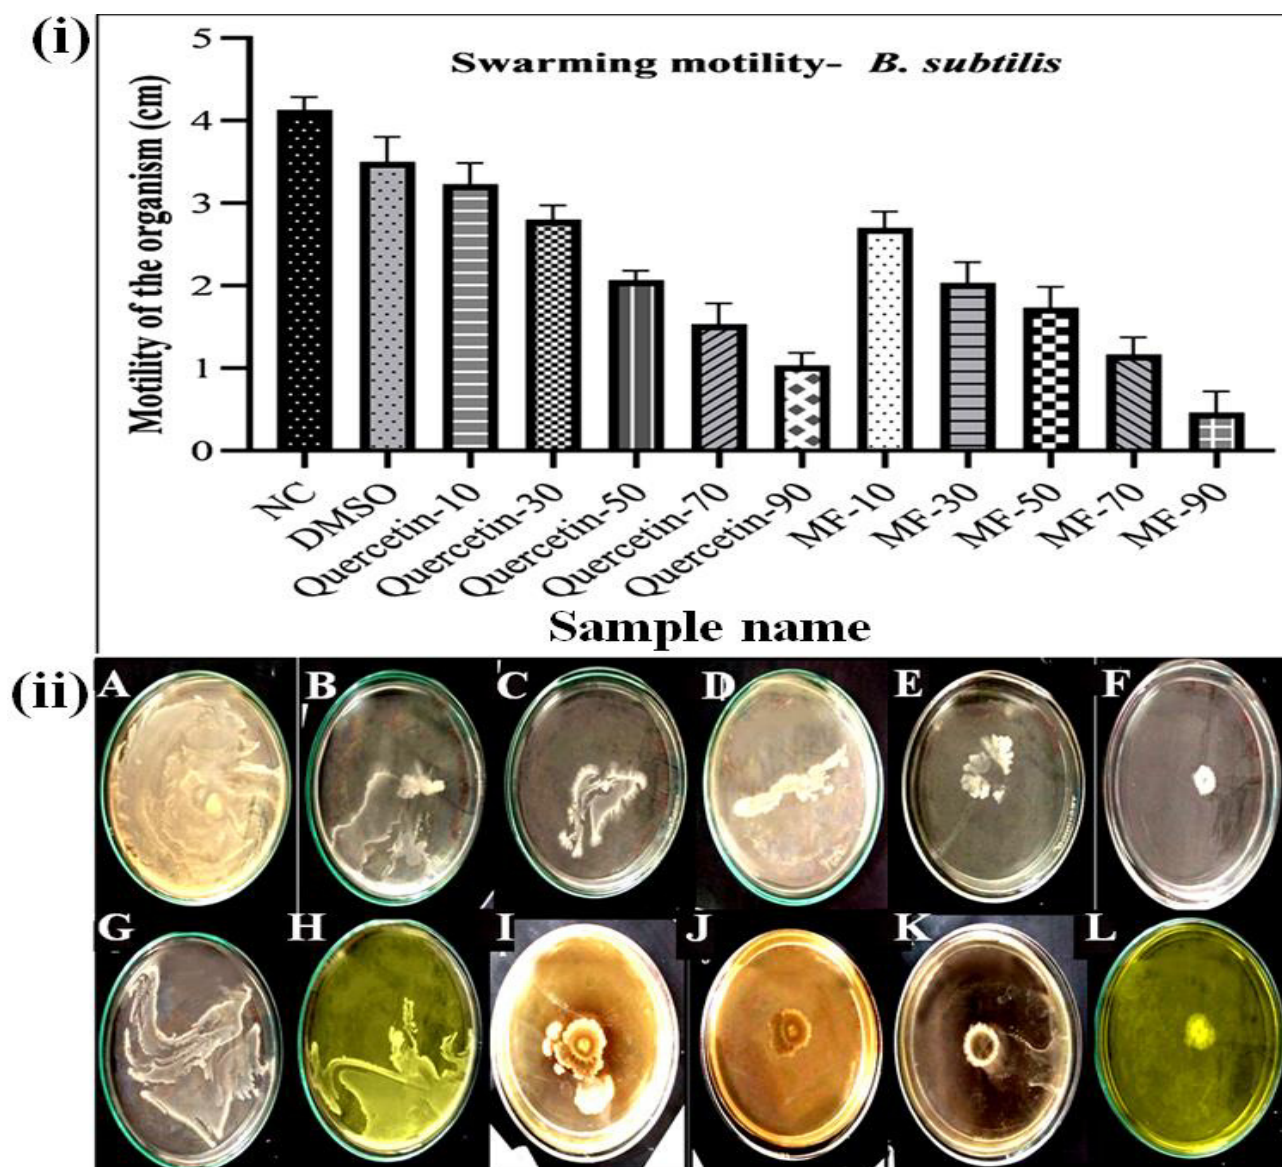 (i)
Swarming motility- B. subtilis
Motility of the organism (cm)
5
4
3
2
1
0
NC
DMSO
Quercetin-10
Quercetin-30
Quercetin-50
Quercetin-70
Quercetin-90
MF-10
MF-30
MF-50
MF-70
MF-90
Sample name
(ii)
A B C D E F
G H I J K L